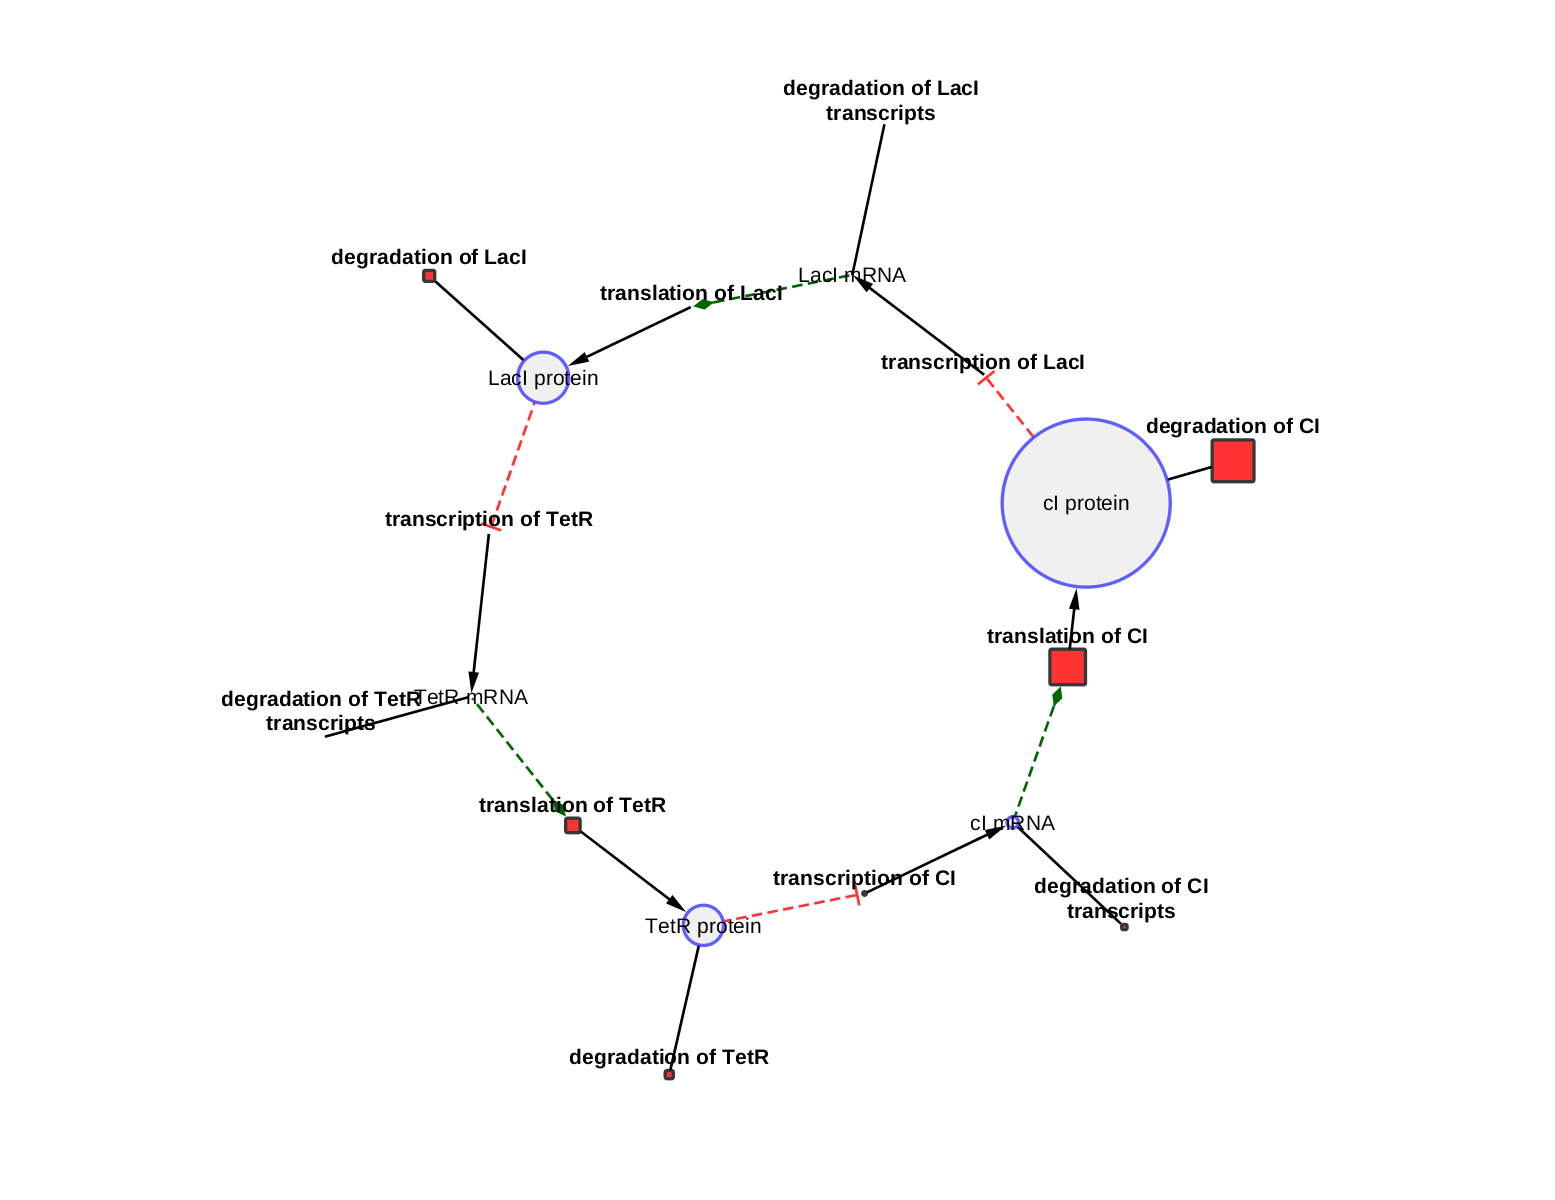 degradation of LacI
transcripts
degradation of LacI
LacI mRNA
translation of LacI
transcription of LacI
LacI protein
degradation of CI
cI protein
transcription of TetR
translation of CI
degradation of TetR
transcripts
TetR mRNA
translation of TetR
cI mRNA
transcription of CI
degradation of CI
transcripts
TetR protein
degradation of TetR